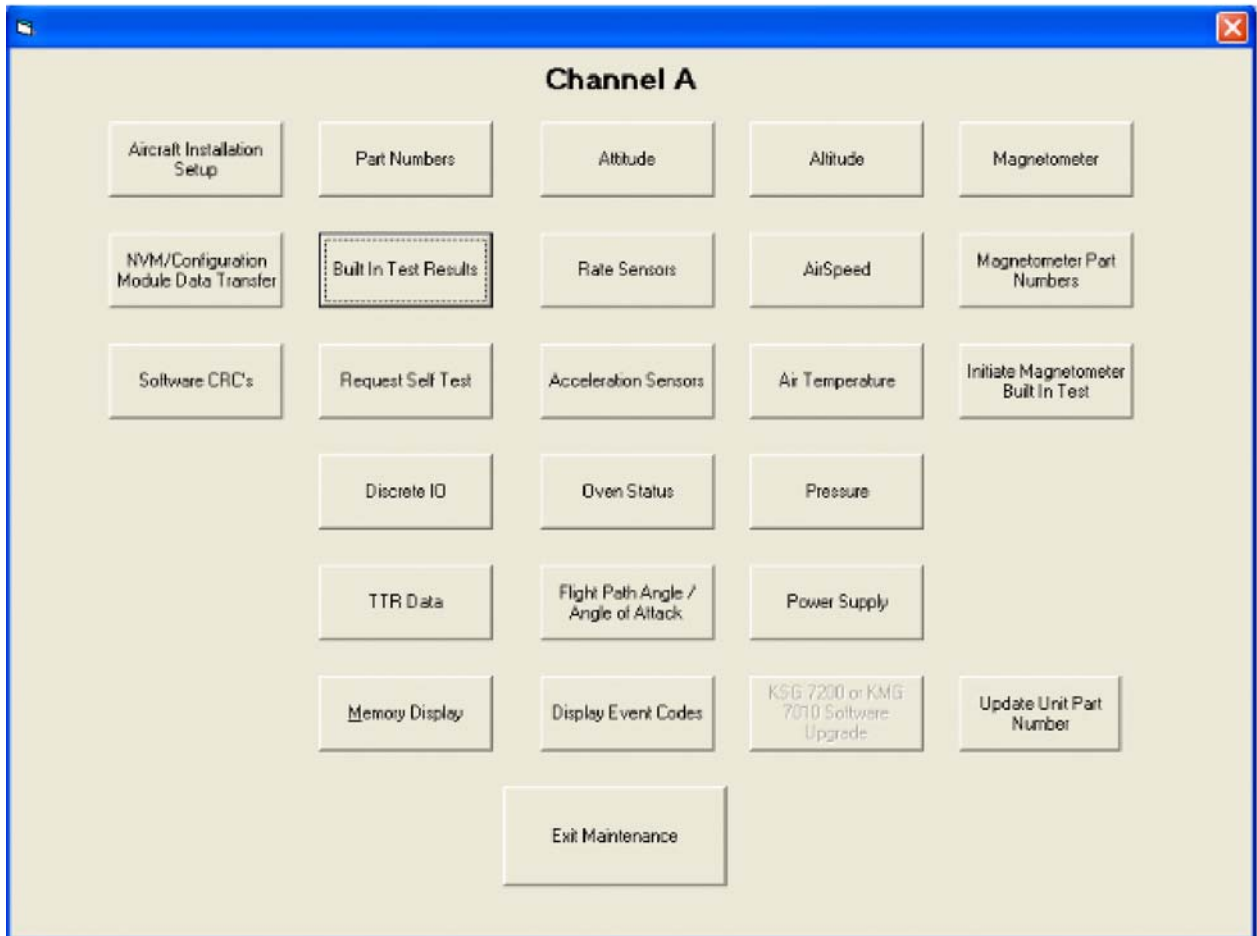 Channel A
Aircraft Installation
Setup
Part Numbers
Attitude
Altitude
Magnetometer
NVM/Configuration
Module Data Transfer
Built In Test Results
Rate Sensors
AirSpeed
Magnetometer Part
Numbers
Software CRC's
Request Self Test
Acceleration Sensors
Air Temperature
Initiate Magnetometer
Built In Test
Discrete IO
Oven Status
Pressure
TTR Data
Flight Path Angle /
Angle of Attack
Power Supply
Memory Display
Display Event Codes
KSG 7200 or KMG
7010 Software
Upgrade
Update Unit Part
Number
Exit Maintenance